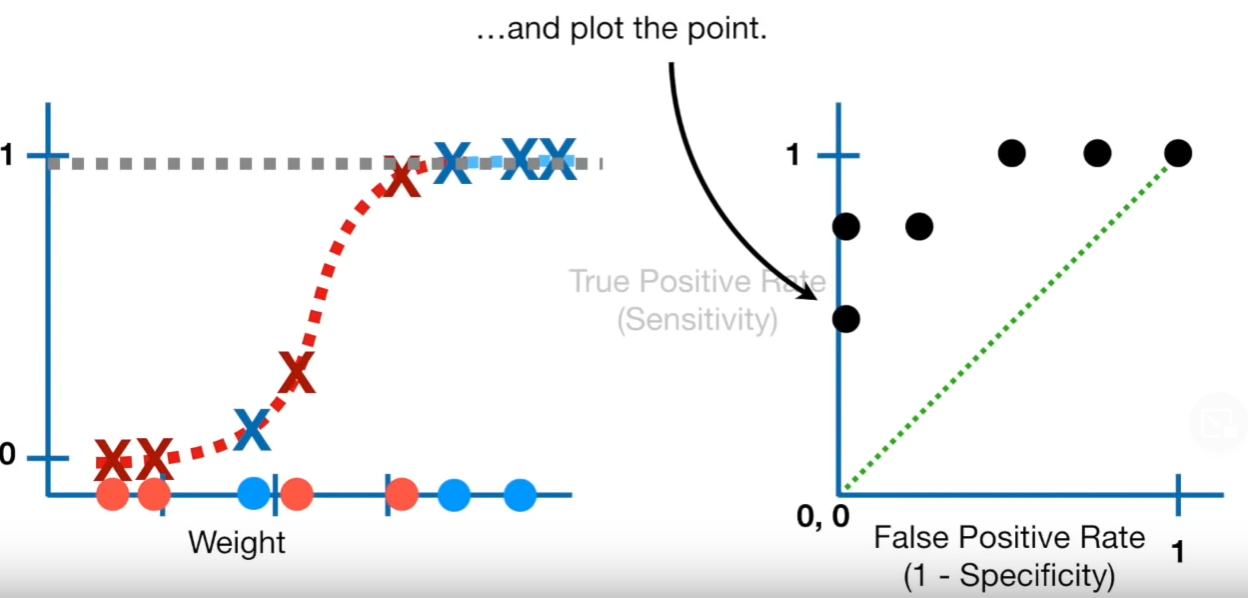 ...and plot the point.
1
0
Weight
True Positive Rate
(Sensitivity)
1
0, 0
False Positive Rate
(1 - Specificity)
1